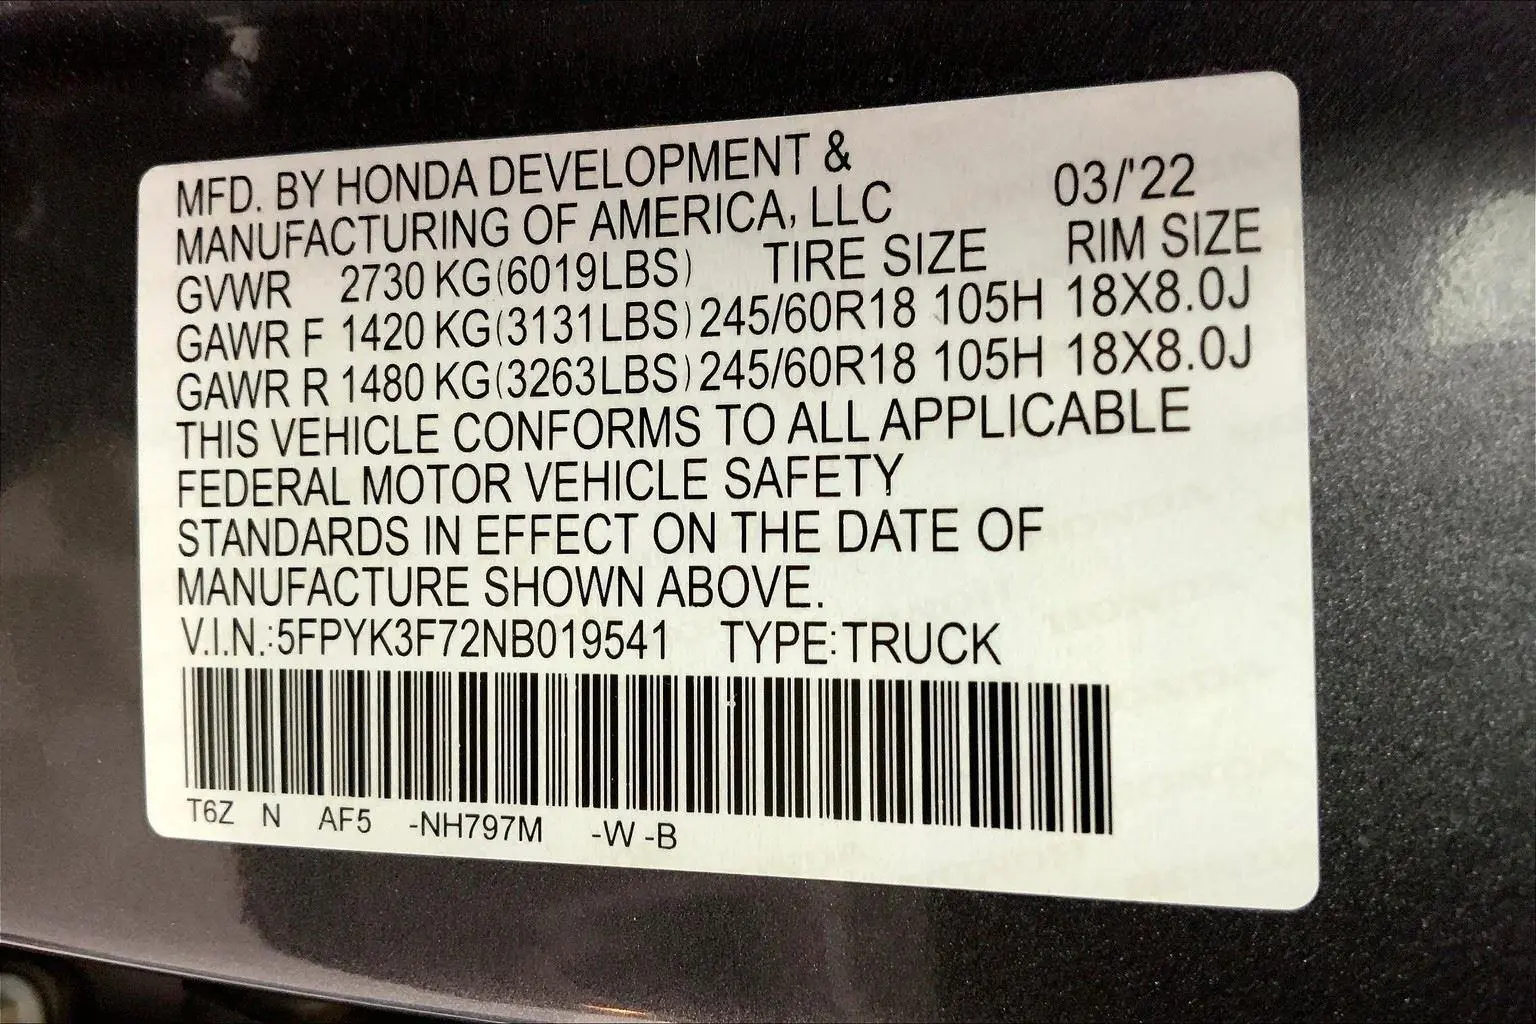 MFD. BY HONDA DEVELOPMENT &
MANUFACTURING OF AMERICA, LLC 03/'22
GVWR 2730 KG(6019LBS) TIRE SIZE RIM SIZE
GAWR F 1420 KG(3131LBS) 245/60R18 105H 18X8.0J
GAWR R 1480 KG(3263LBS) 245/60R18 105H 18X8.0J
THIS VEHICLE CONFORMS TO ALL APPLICABLE
FEDERAL MOTOR VEHICLE SAFETY
STANDARDS IN EFFECT ON THE DATE OF
MANUFACTURE SHOWN ABOVE.
V.I.N.:5FPYK3F72NB019541 TYPE:TRUCK
T6Z N AF5 -NH797M -W -B